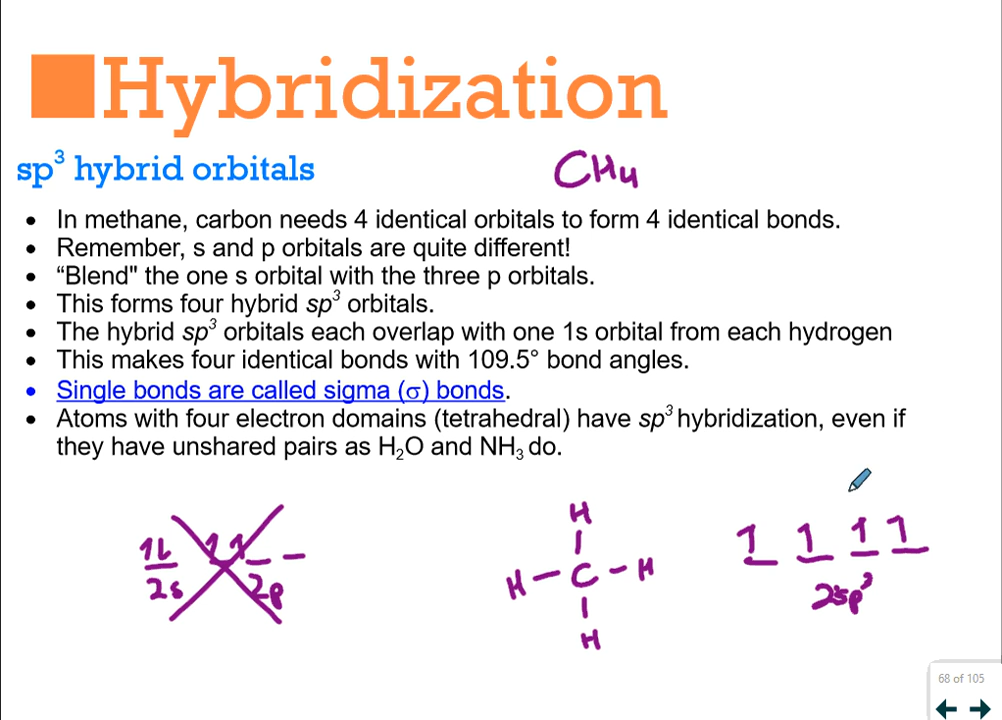 Hybridization
sp³ hybrid orbitals
CH4
• In methane, carbon needs 4 identical orbitals to form 4 identical bonds.
• Remember, s and p orbitals are quite different!
• “Blend" the one s orbital with the three p orbitals.
• This forms four hybrid sp³ orbitals.
• The hybrid sp³ orbitals each overlap with one 1s orbital from each hydrogen
• This makes four identical bonds with 109.5° bond angles.
• Single bonds are called sigma (σ) bonds.
• Atoms with four electron domains (tetrahedral) have sp³ hybridization, even if
they have unshared pairs as H₂O and NH₃ do.
H
1 1 1 1
H – C – H
2s 2p
2sp³
H
68 of 105